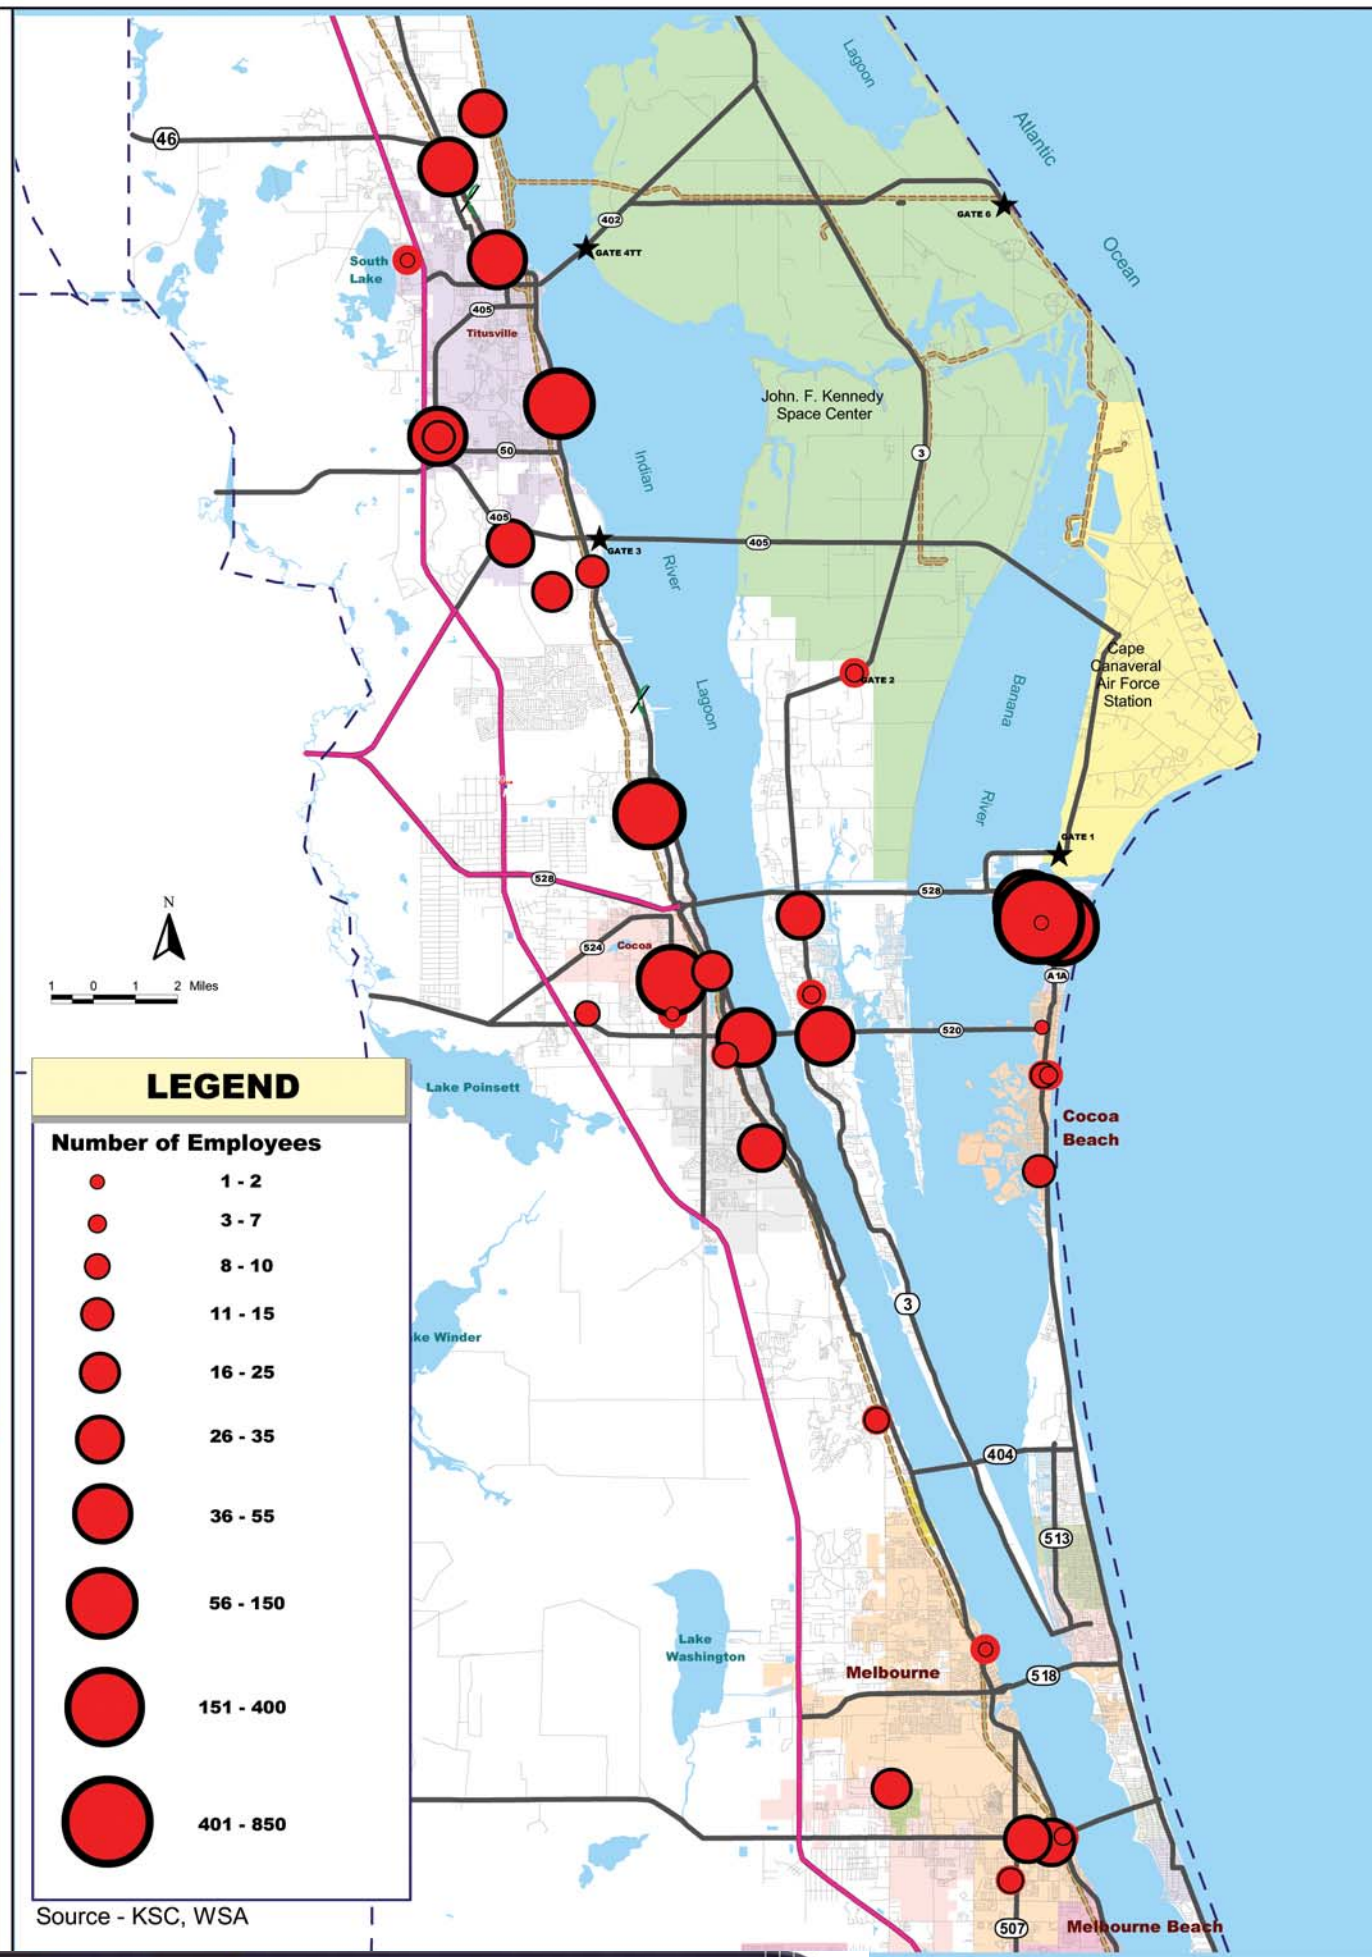 Lagoon
Atlantic
Ocean
46
402
GATE 6
GATE 4TT
South
Lake
405
Titusville
John. F. Kennedy
Space Center
3
50
Indian
405
GATE 3
405
River
GATE 2
Cape
Canaveral
Air Force
Station
Lagoon
Banana
River
GATE 1
528
528
N
524
Cocoa
A1A
1 0 1 2 Miles
520
Lake Poinsett
Cocoa
Beach
LEGEND
Number of Employees
1 - 2
3 - 7
8 - 10
11 - 15
16 - 25
26 - 35
36 - 55
56 - 150
151 - 400
401 - 850
Source - KSC, WSA
ke Winder
3
404
513
Lake
Washington
Melbourne
518
507
Melbourne Beach